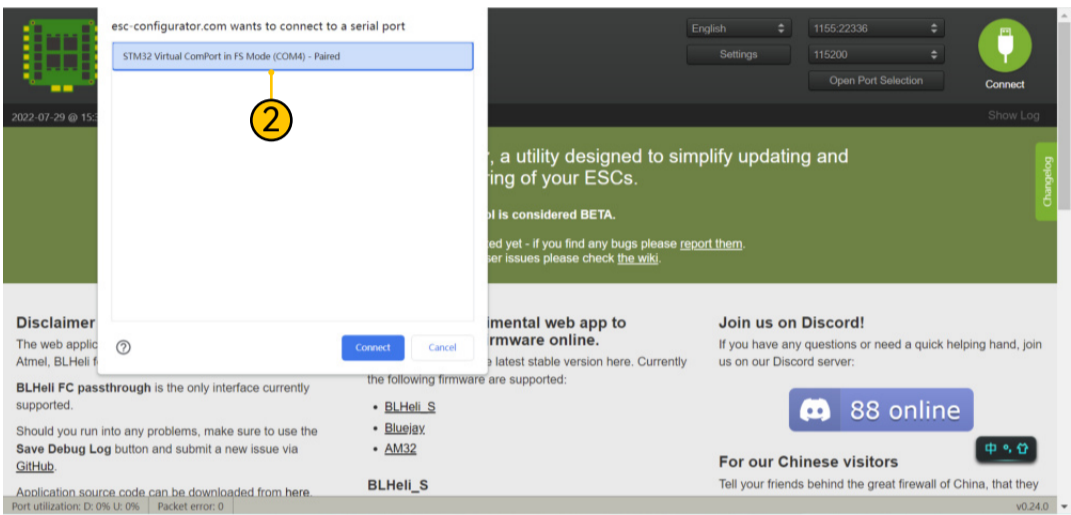 esc-configurator.com wants to connect to a serial port
STM32 Virtual ComPort in FS Mode (COM4) - Paired
2
Connect
Cancel
English
1155:22336
Settings
115200
Open Port Selection
Connect
2022-07-29 @ 15:3
Show Log
, a utility designed to simplify updating and
ring of your ESCs.
ol is considered BETA.
ed yet - if you find any bugs please report them.
ser issues please check the wiki.
Changelog
Disclaimer
The web applic
Atmel, BLHeli f
BLHeli FC passthrough is the only interface currently
supported.
Should you run into any problems, make sure to use the
Save Debug Log button and submit a new issue via
GitHub.
Application source code can be downloaded from here.
imental web app to
rmware online.
e latest stable version here. Currently
the following firmware are supported:
BLHeli_S
Bluejay
AM32
BLHeli_S
Join us on Discord!
If you have any questions or need a quick helping hand, join
us on our Discord server:
88 online
中
For our Chinese visitors
Tell your friends behind the great firewall of China, that they
Port utilization: D: 0% U: 0%
Packet error: 0
v0.24.0